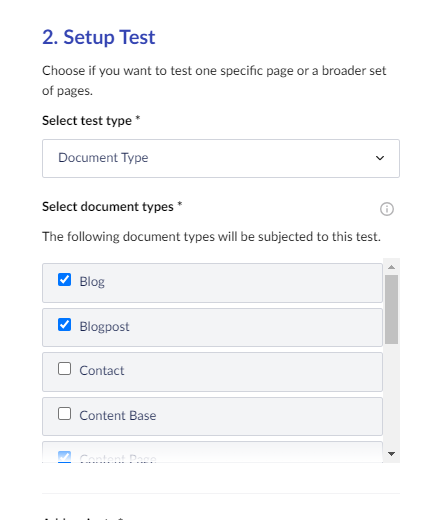 2. Setup Test
Choose if you want to test one specific page or a broader set
of pages.
Select test type *
Document Type
Select document types *
The following document types will be subjected to this test.
Blog
Blogpost
Contact
Content Base
Content Page